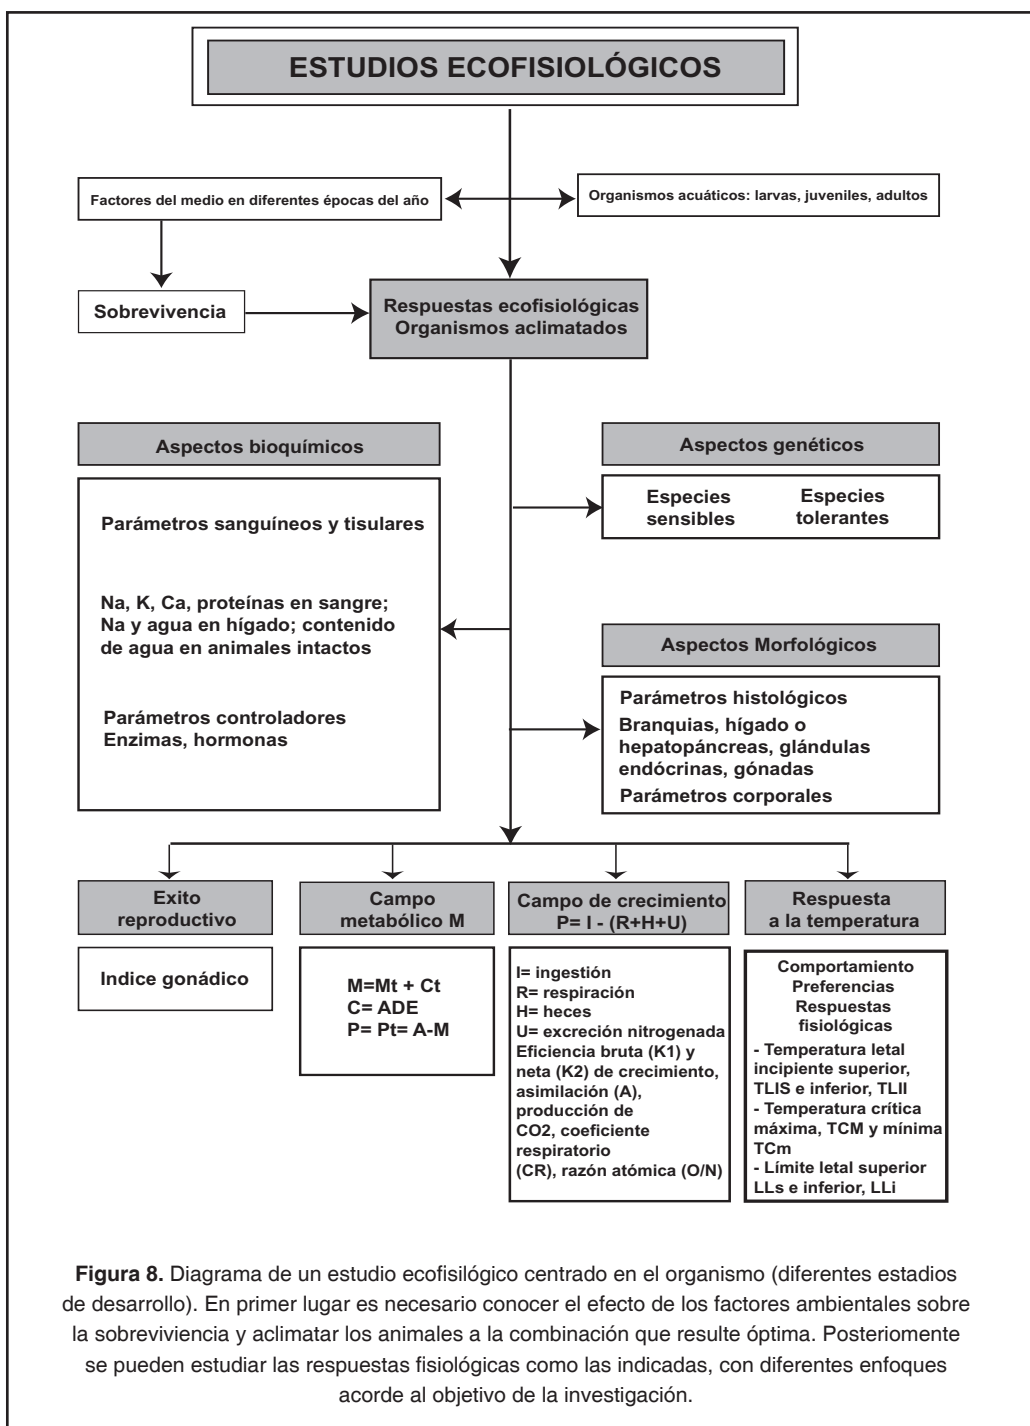 ESTUDIOS ECOFISIOLÓGICOS
Factores del medio en diferentes épocas del año
Organismos acuáticos: larvas, juveniles, adultos
Sobrevivencia
Respuestas ecofisiológicas
Organismos aclimatados
Aspectos bioquímicos
Parámetros sanguíneos y tisulares
Na, K, Ca, proteínas en sangre;
Na y agua en hígado; contenido
de agua en animales intactos
Parámetros controladores
Enzimas, hormonas
Aspectos genéticos
Especies
sensibles
Especies
tolerantes
Aspectos Morfológicos
Parámetros histológicos
Branquias, hígado o
hepatopáncreas, glándulas
endócrinas, gónadas
Parámetros corporales
Exito
reproductivo
Indice gonádico
Campo
metabólico M
M=Mt + Ct
C= ADE
P= Pt= A-M
Campo de crecimiento
P= I - (R+H+U)
I= ingestión
R= respiración
H= heces
U= excreción nitrogenada
Eficiencia bruta (K1) y
neta (K2) de crecimiento,
asimilación (A),
producción de
CO2, coeficiente
respiratorio
(CR), razón atómica (O/N)
Respuesta
a la temperatura
Comportamiento
Preferencias
Respuestas
fisiológicas
- Temperatura letal
incipiente superior,
TLIS e inferior, TLII
- Temperatura crítica
máxima, TCM y mínima
TCm
- Límite letal superior
LLs e inferior, LLi
Figura 8. Diagrama de un estudio ecofisilógico centrado en el organismo (diferentes estadios
de desarrollo). En primer lugar es necesario conocer el efecto de los factores ambientales sobre
la sobreviviencia y aclimatar los animales a la combinación que resulte óptima. Posteriomente
se pueden estudiar las respuestas fisiológicas como las indicadas, con diferentes enfoques
acorde al objetivo de la investigación.